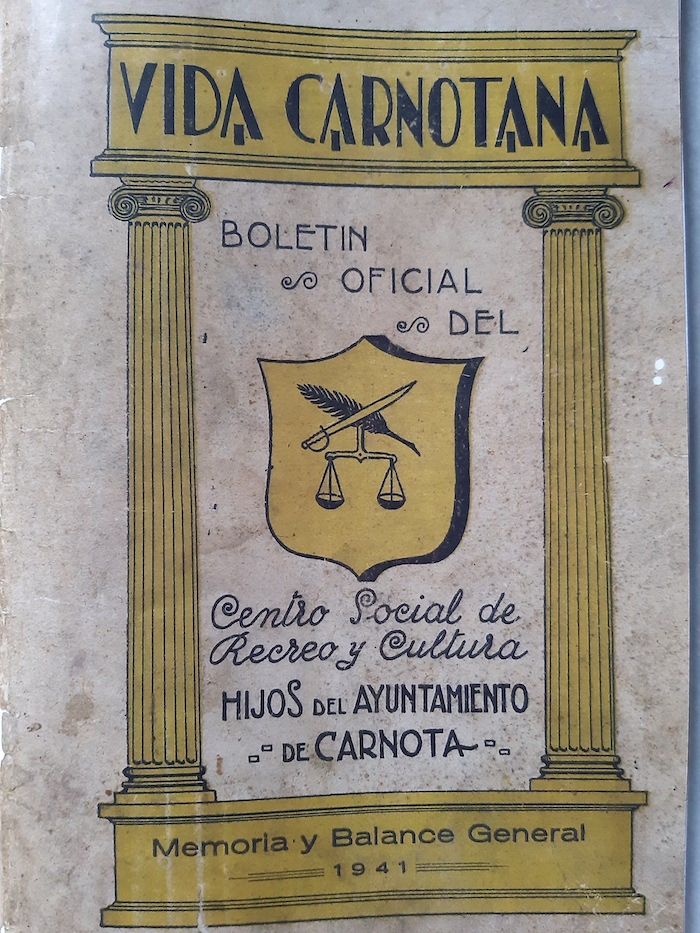 VIDA CARNOTANA
BOLETIN
OFICIAL
DEL
Centro Social de
Recreo y Cultura
HIJOS DEL AYUNTAMIENTO
DE CARNOTA
Memoria y Balance General
1941